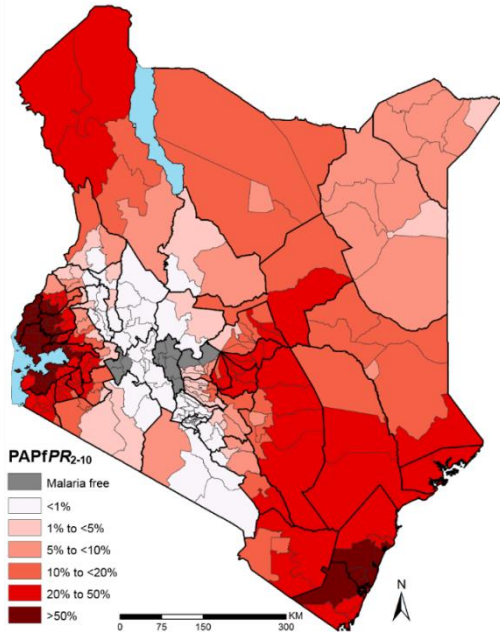 PAPfPR2-10
Malaria free
<1%
1% to <5%
5% to <10%
10% to <20%
20% to 50%
>50%
N
KM
0 75 150 300